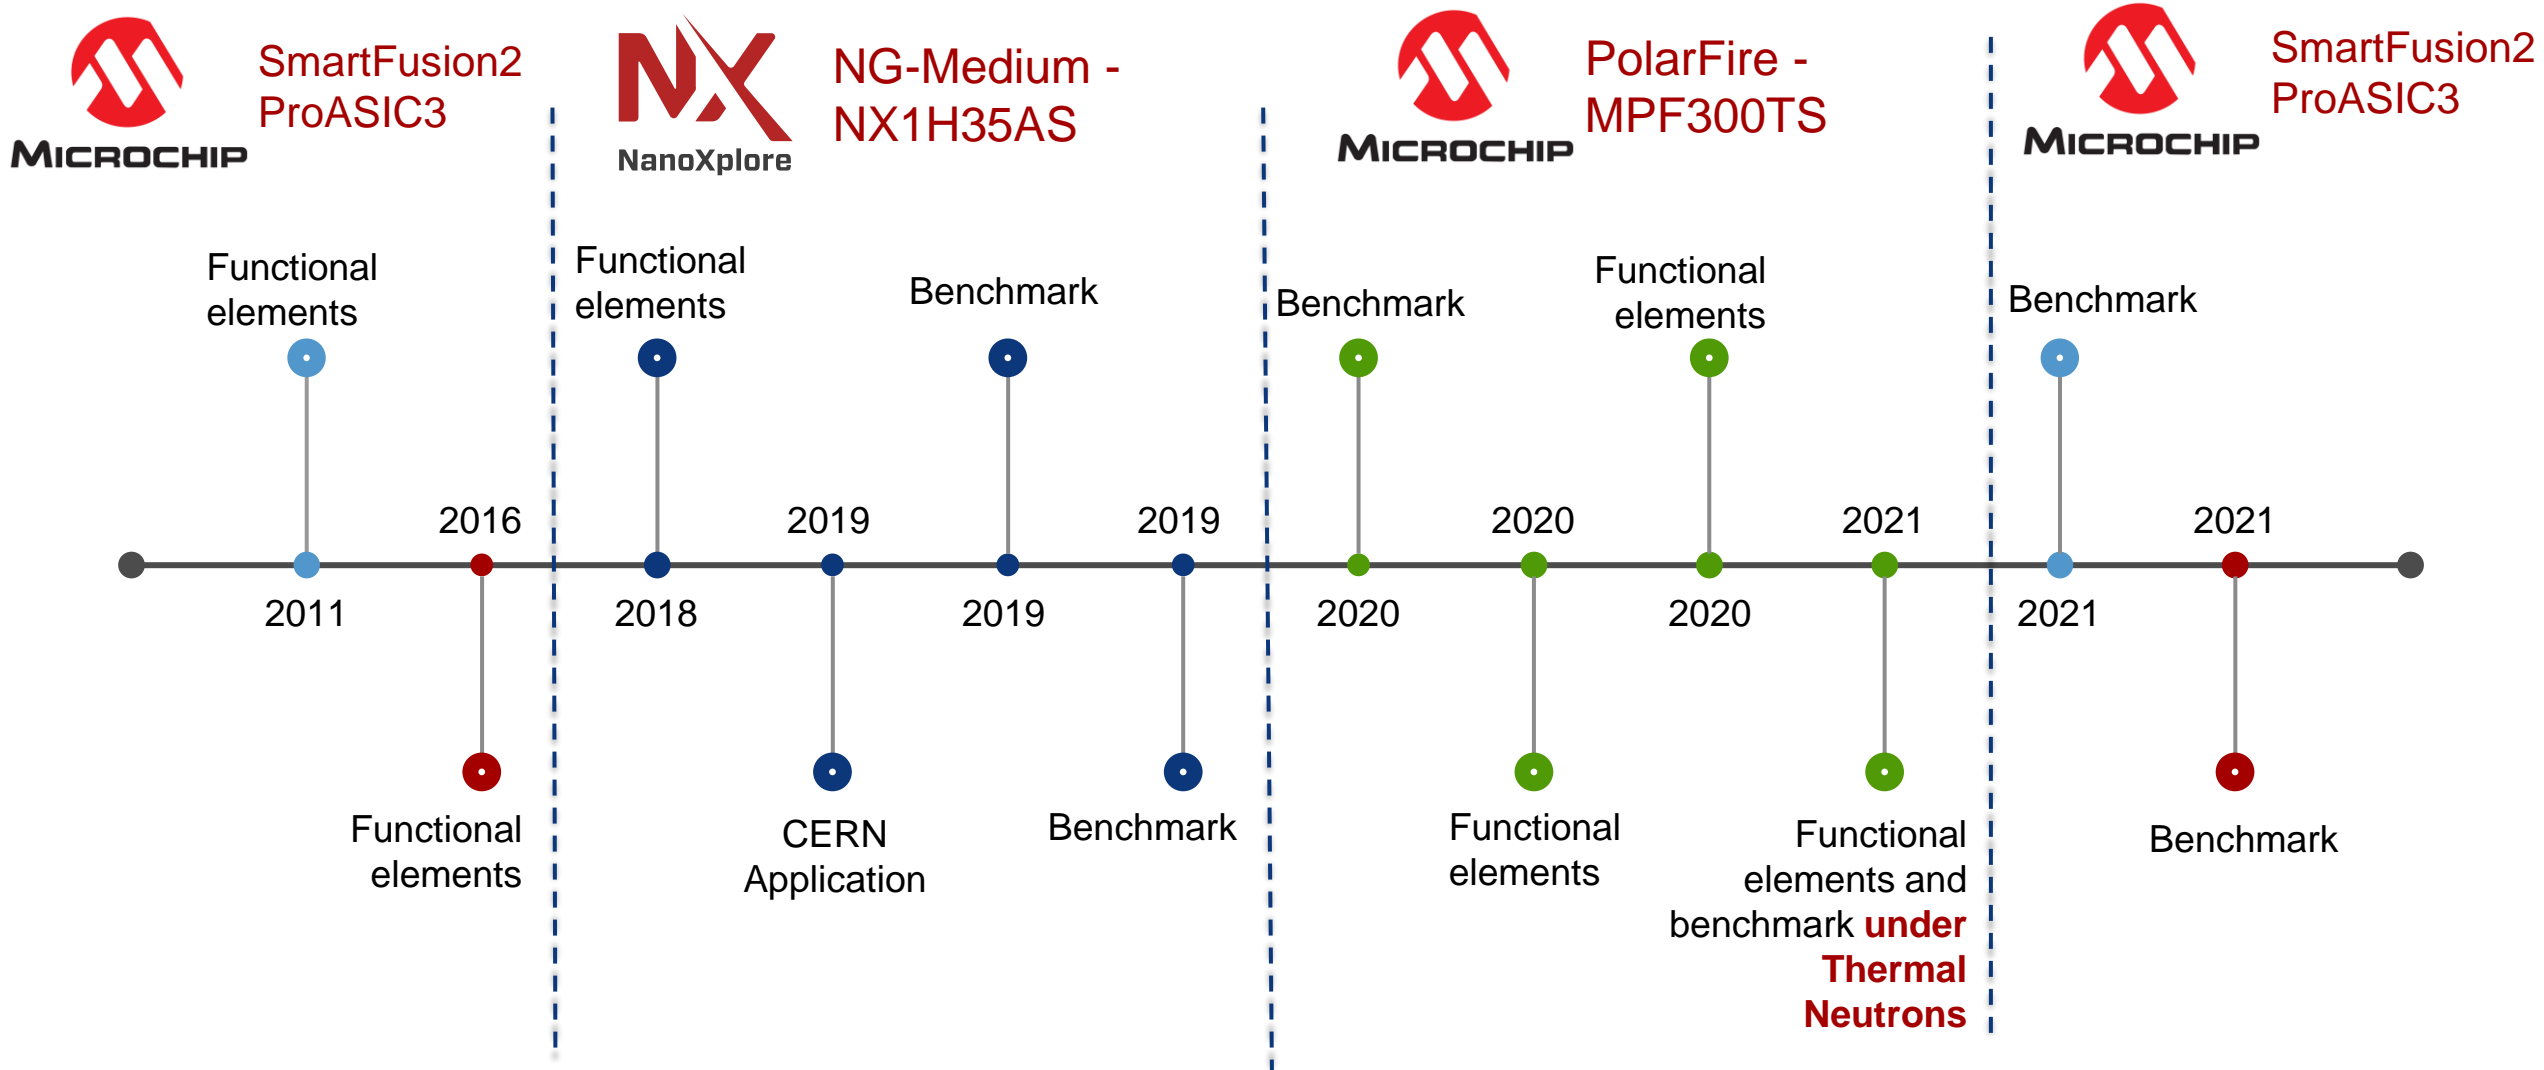 SmartFusion2
ProASIC3
MICROCHIP
NX
NanoXplore
NG-Medium -
NX1H35AS
MICROCHIP
PolarFire -
MPF300TS
MICROCHIP
SmartFusion2
ProASIC3
Functional
elements
Functional
elements
Benchmark
Benchmark
Functional
elements
Benchmark
2016
2019
2019
2020
2021
2021
2011
2018
2019
2020
2020
2021
Functional
elements
CERN
Application
Benchmark
Functional
elements
Functional
elements and
benchmark under
Thermal
Neutrons
Benchmark